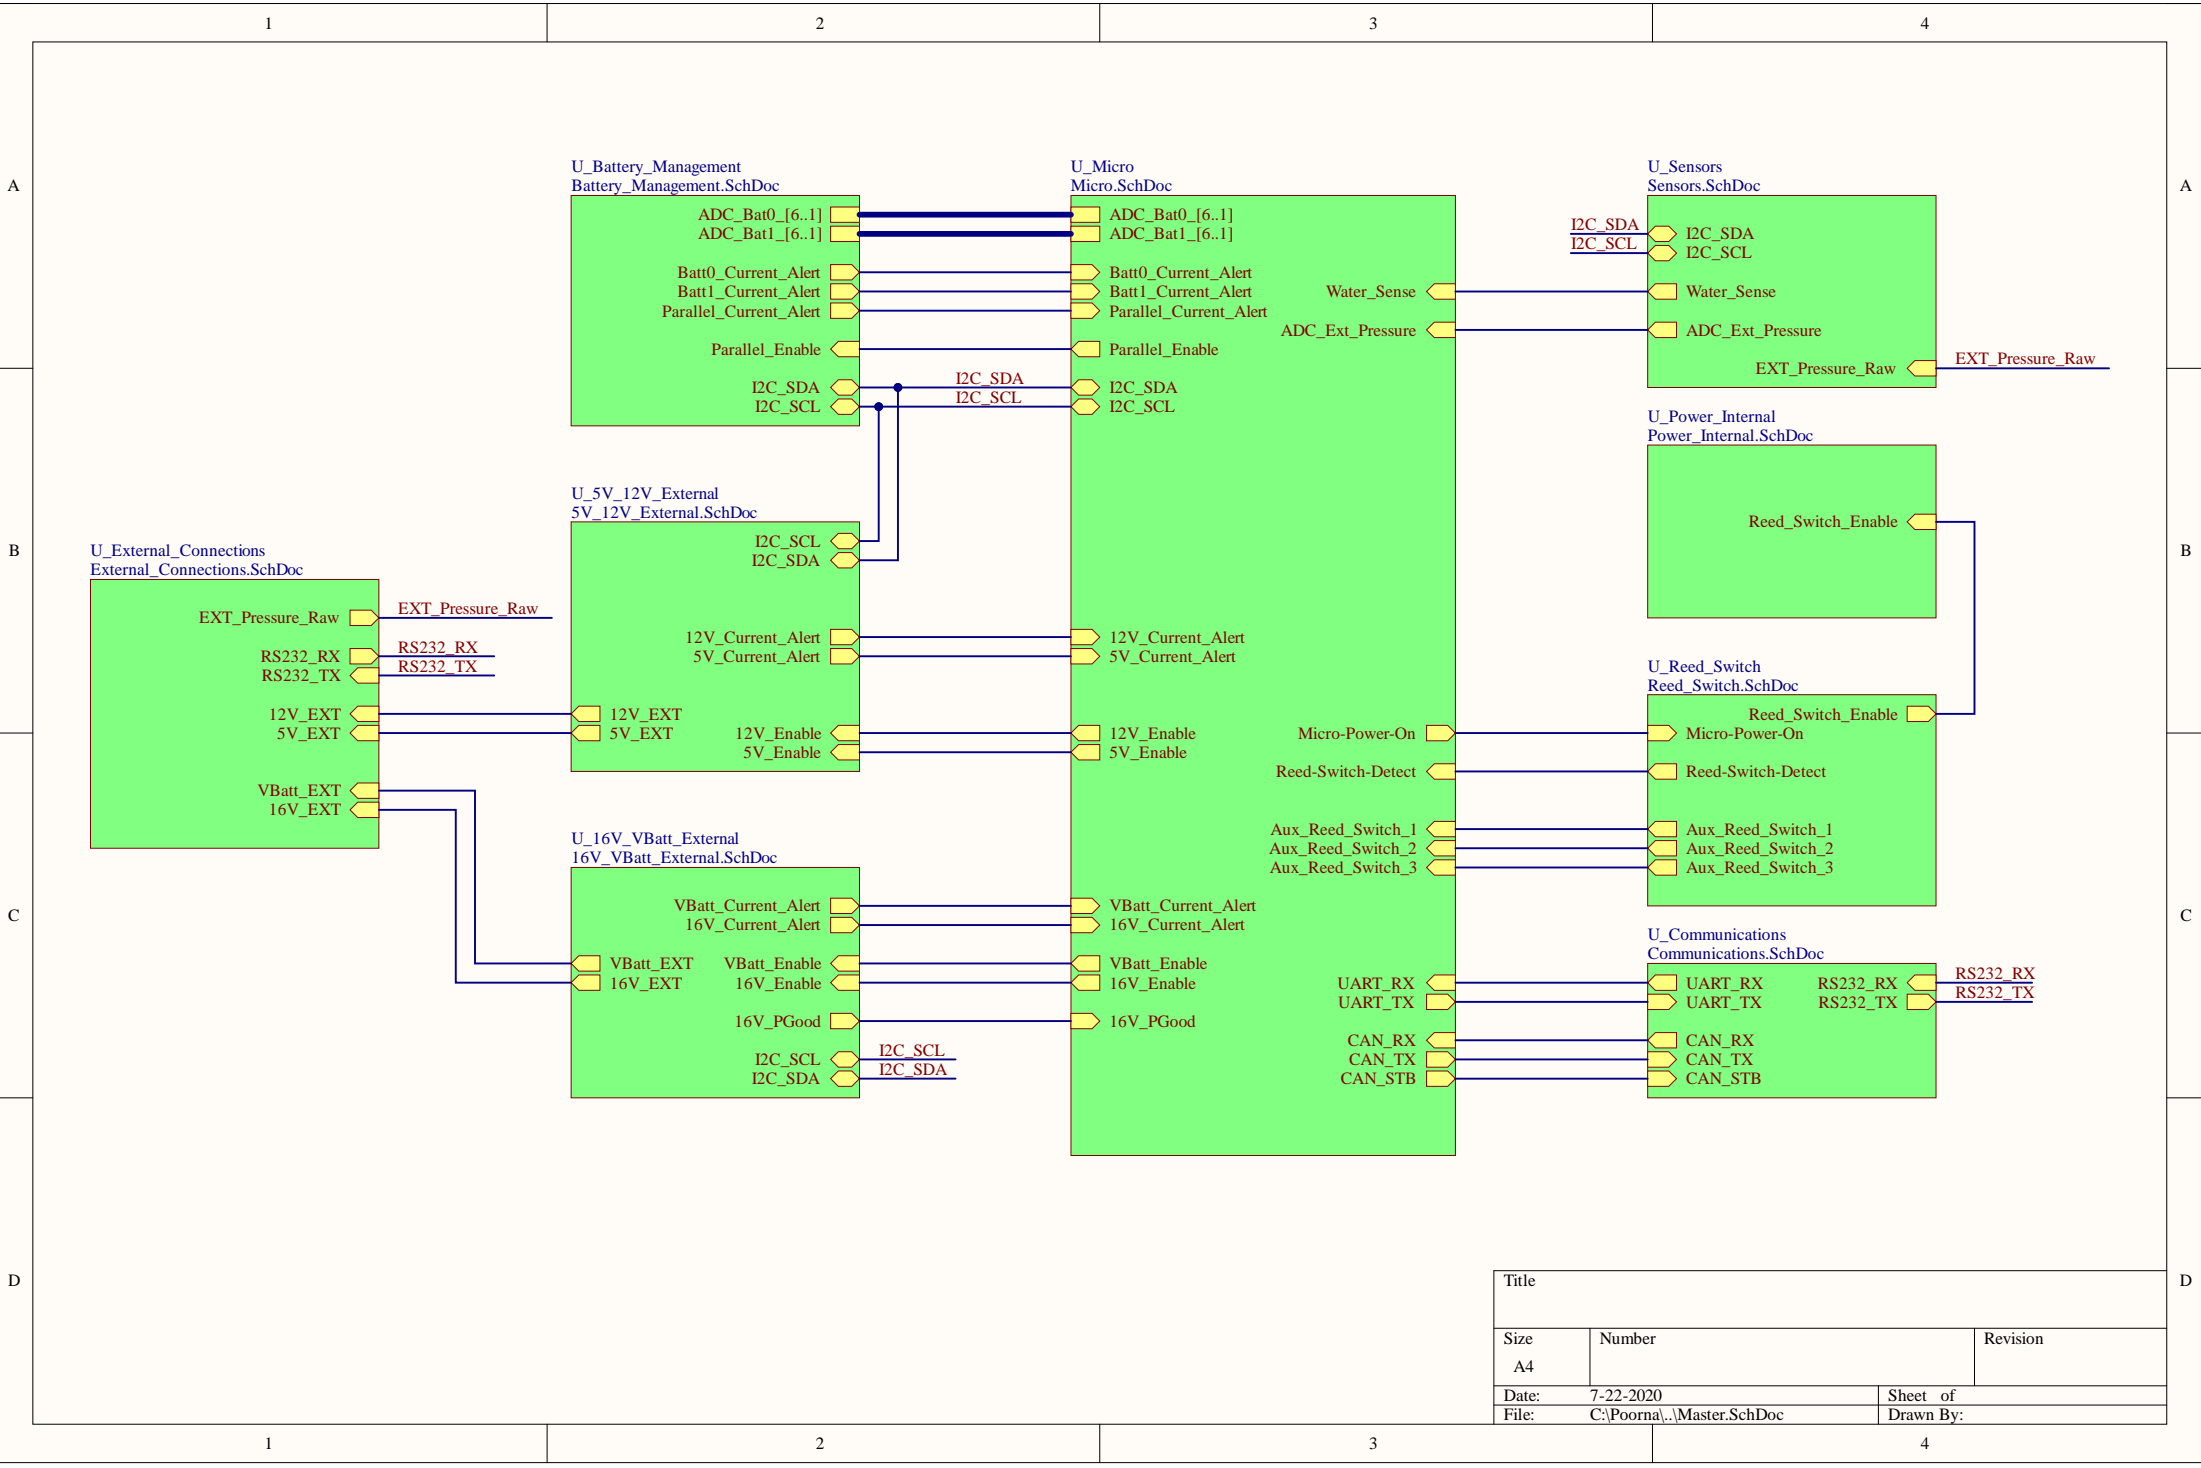 1
2
3
4
A
A
U_Battery_Management
Battery_Management.SchDoc
ADC_Bat0_[6..1]
ADC_Bat1_[6..1]
Batt0_Current_Alert
Batt1_Current_Alert
Parallel_Current_Alert
Parallel_Enable
I2C_SDA
I2C_SCL
I2C_SDA
I2C_SCL
U_Micro
Micro.SchDoc
ADC_Bat0_[6..1]
ADC_Bat1_[6..1]
Batt0_Current_Alert
Batt1_Current_Alert
Parallel_Current_Alert
Parallel_Enable
I2C_SDA
I2C_SCL
12V_Current_Alert
5V_Current_Alert
12V_Enable
5V_Enable
VBatt_Current_Alert
16V_Current_Alert
VBatt_Enable
16V_Enable
16V_PGood
Water_Sense
ADC_Ext_Pressure
Micro-Power-On
Reed-Switch-Detect
Aux_Reed_Switch_1
Aux_Reed_Switch_2
Aux_Reed_Switch_3
UART_RX
UART_TX
CAN_RX
CAN_TX
CAN_STB
U_Sensors
Sensors.SchDoc
I2C_SDA
I2C_SCL
I2C_SDA
I2C_SCL
Water_Sense
ADC_Ext_Pressure
EXT_Pressure_Raw
EXT_Pressure_Raw
U_Power_Internal
Power_Internal.SchDoc
Reed_Switch_Enable
B
B
U_5V_12V_External
5V_12V_External.SchDoc
I2C_SCL
I2C_SDA
12V_Current_Alert
5V_Current_Alert
12V_EXT
5V_EXT
12V_Enable
5V_Enable
U_External_Connections
External_Connections.SchDoc
EXT_Pressure_Raw
EXT_Pressure_Raw
RS232_RX
RS232_RX
RS232_TX
RS232_TX
12V_EXT
5V_EXT
VBatt_EXT
16V_EXT
U_Reed_Switch
Reed_Switch.SchDoc
Reed_Switch_Enable
Micro-Power-On
Reed-Switch-Detect
Aux_Reed_Switch_1
Aux_Reed_Switch_2
Aux_Reed_Switch_3
C
C
U_16V_VBatt_External
16V_VBatt_External.SchDoc
VBatt_Current_Alert
16V_Current_Alert
VBatt_EXT
16V_EXT
VBatt_Enable
16V_Enable
16V_PGood
I2C_SCL
I2C_SDA
I2C_SCL
I2C_SDA
U_Communications
Communications.SchDoc
UART_RX
UART_TX
CAN_RX
CAN_TX
CAN_STB
RS232_RX
RS232_TX
RS232_RX
RS232_TX
D
D
Title
Size
A4
Number
Revision
Date: 7-22-2020
Sheet of
File: C:\Poorna\..\Master.SchDoc
Drawn By:
1
2
3
4